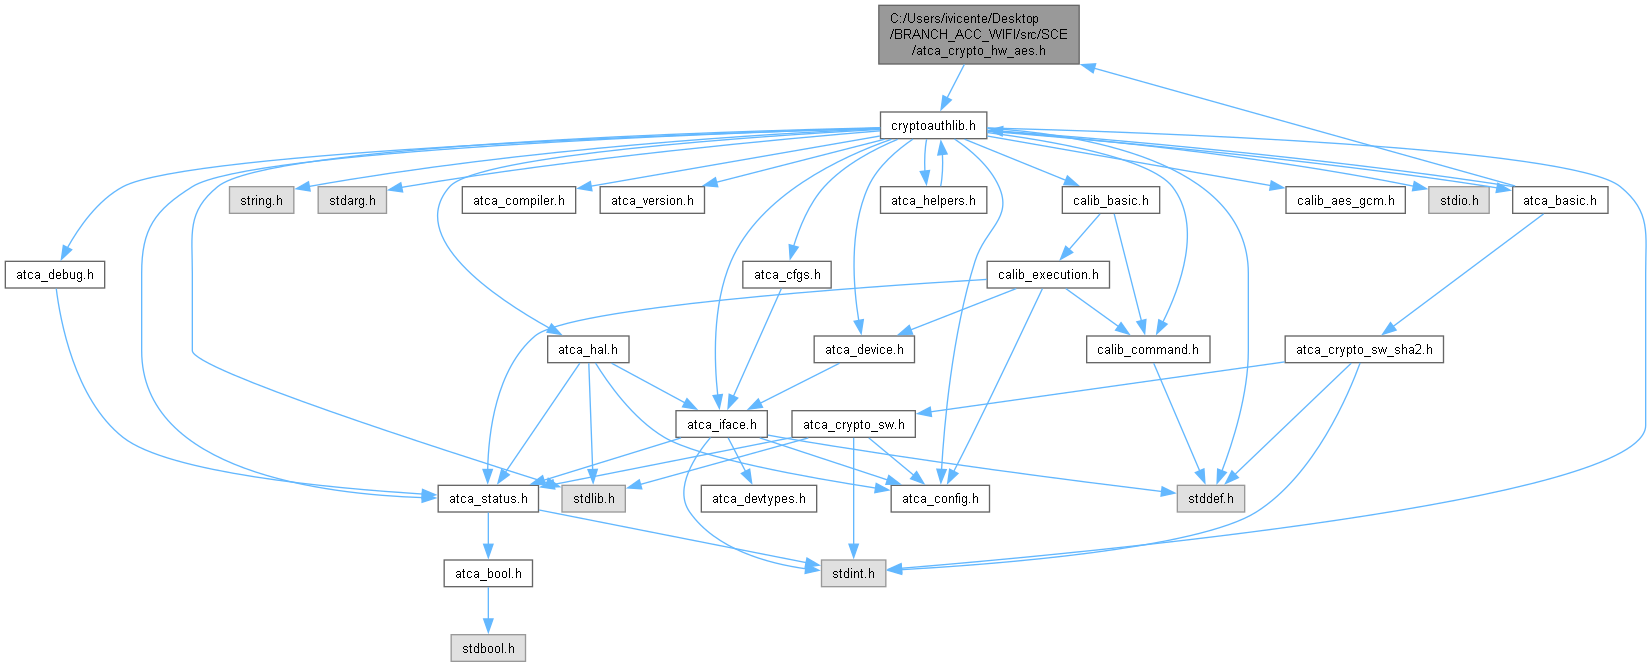 C:/Users/ivicente/Desktop
/BRANCH_ACC_WIFI/src/SCE
/atca_crypto_hw_aes.h
cryptoauthlib.h
string.h
stdarg.h
atca_compiler.h
atca_version.h
atca_helpers.h
calib_basic.h
calib_aes_gcm.h
stdio.h
atca_basic.h
atca_debug.h
atca_cfgs.h
calib_execution.h
atca_hal.h
atca_device.h
calib_command.h
atca_crypto_sw_sha2.h
atca_iface.h
atca_crypto_sw.h
atca_status.h
stdlib.h
atca_devtypes.h
atca_config.h
stddef.h
atca_bool.h
stdint.h
stdbool.h